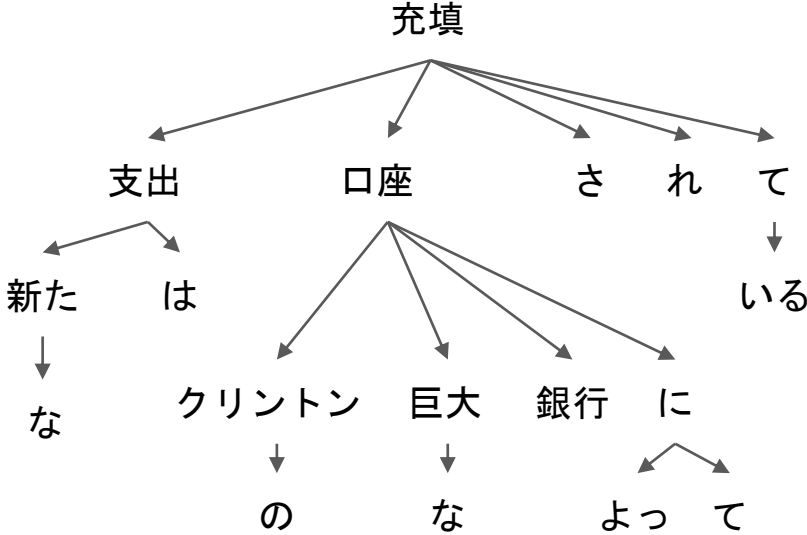 充填
支出 口座 さ れ て
新た は いる
クリントン 巨大 銀行 に
な
の な よっ て